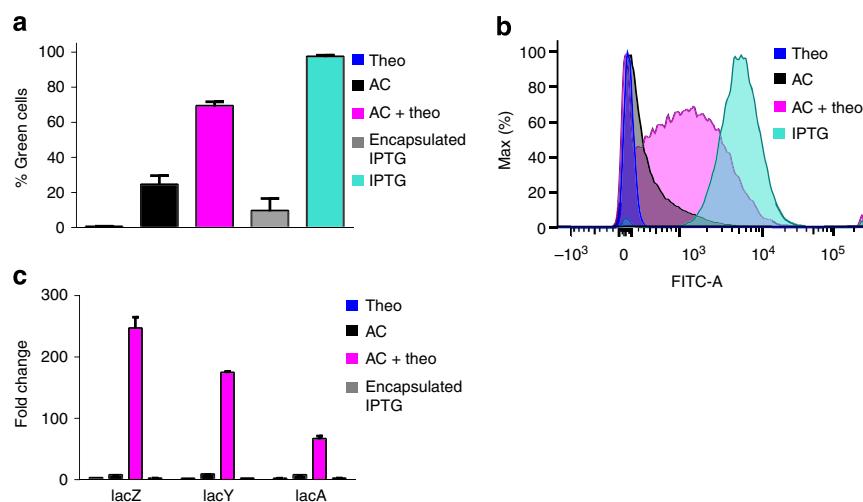 a
100
80
60
40
20
0
% Green cells
Theo
AC
AC + theo
Encapsulated
IPTG
IPTG
b
100
80
60
40
20
0
Max (%)
–10³
0
10³
10⁴
10⁵
FITC-A
Theo
AC
AC + theo
IPTG
c
300
200
100
0
Fold change
lacZ
lacY
lacA
Theo
AC
AC + theo
Encapsulated
IPTG